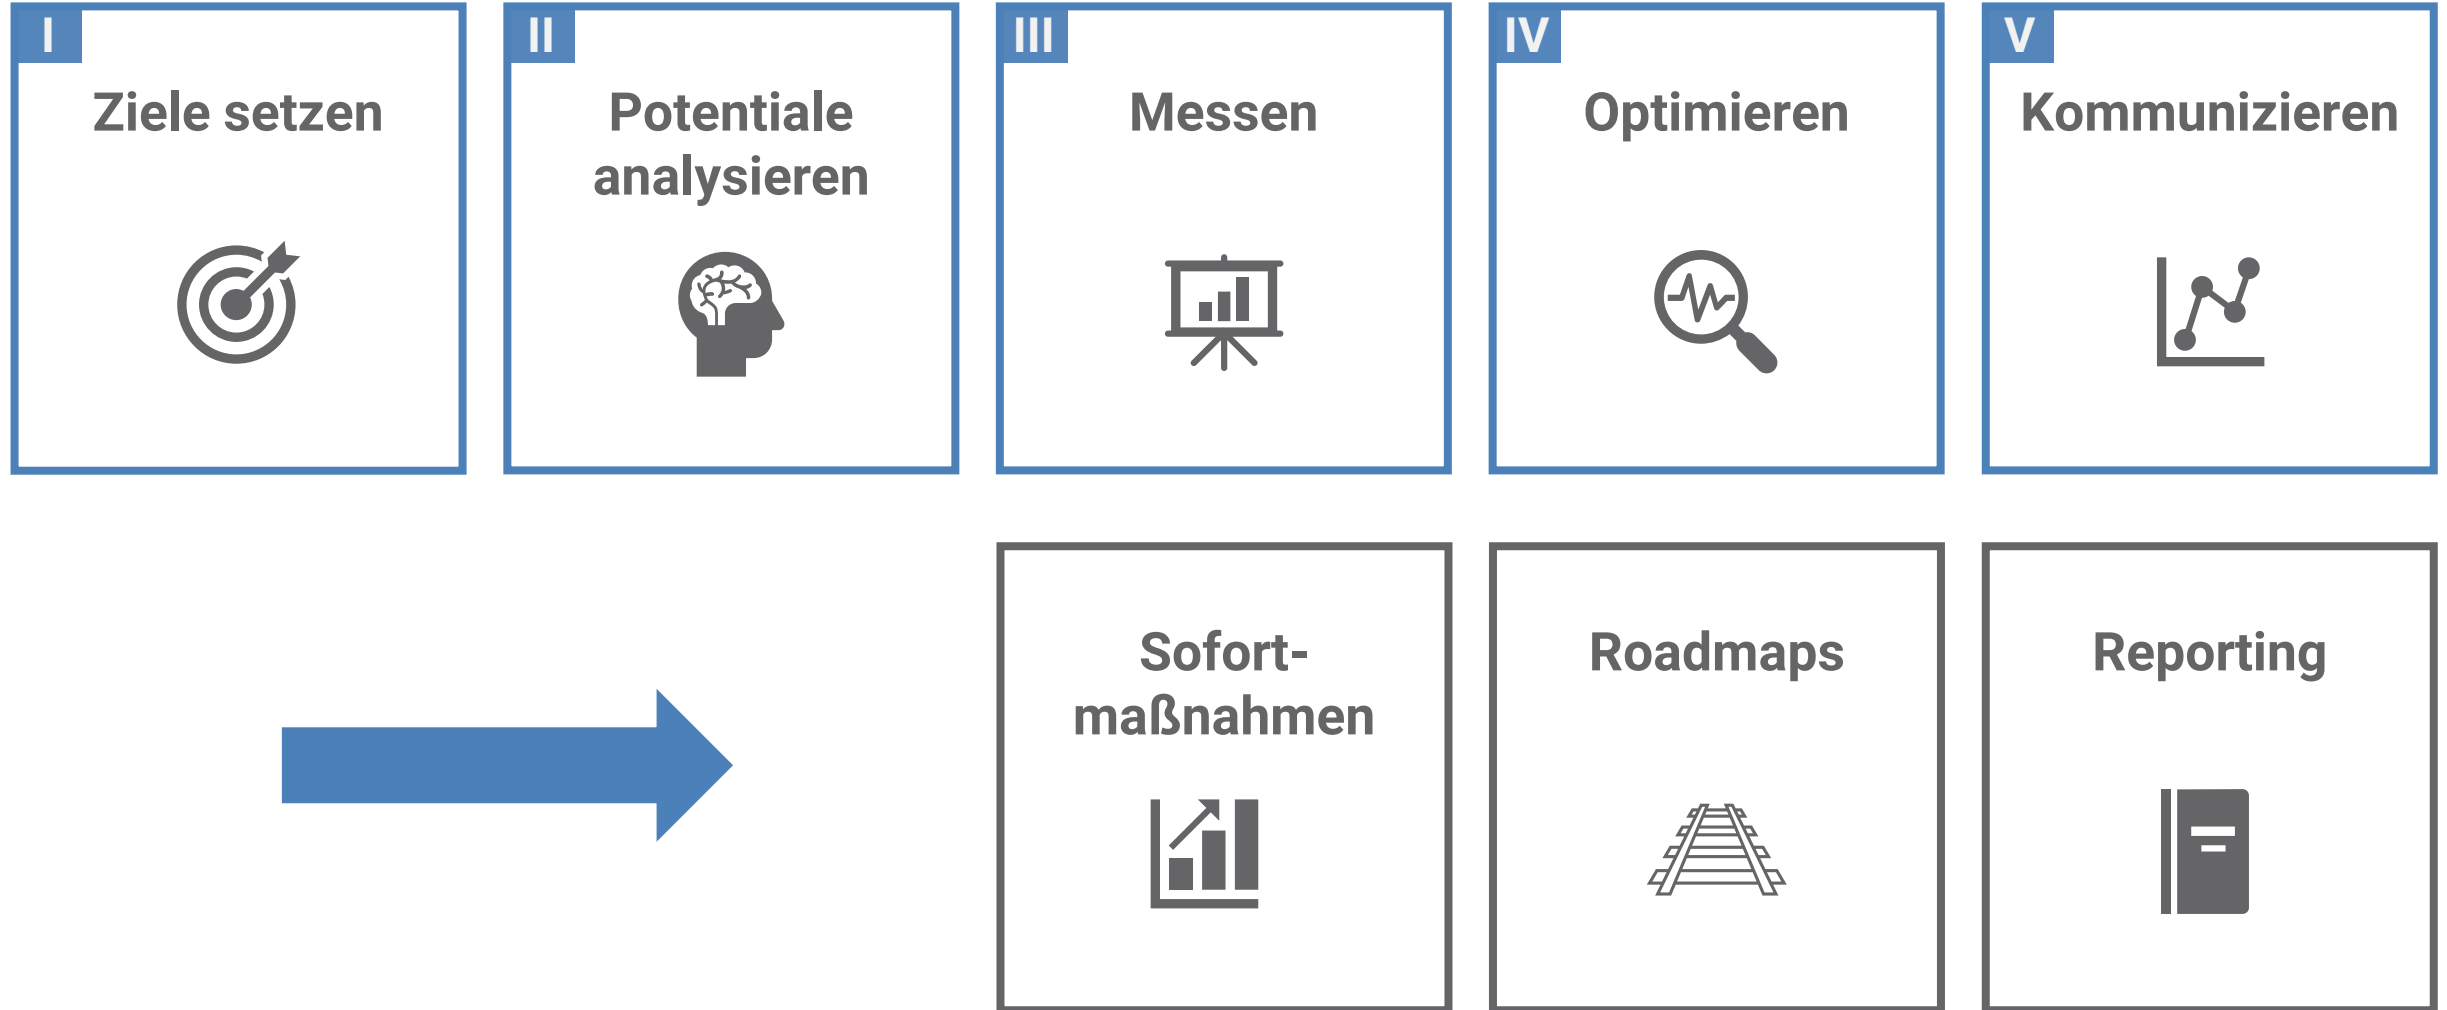 I
Ziele setzen
II
Potentiale
analysieren
III
Messen
IV
Optimieren
V
Kommunizieren
Sofort-
maßnahmen
Roadmaps
Reporting